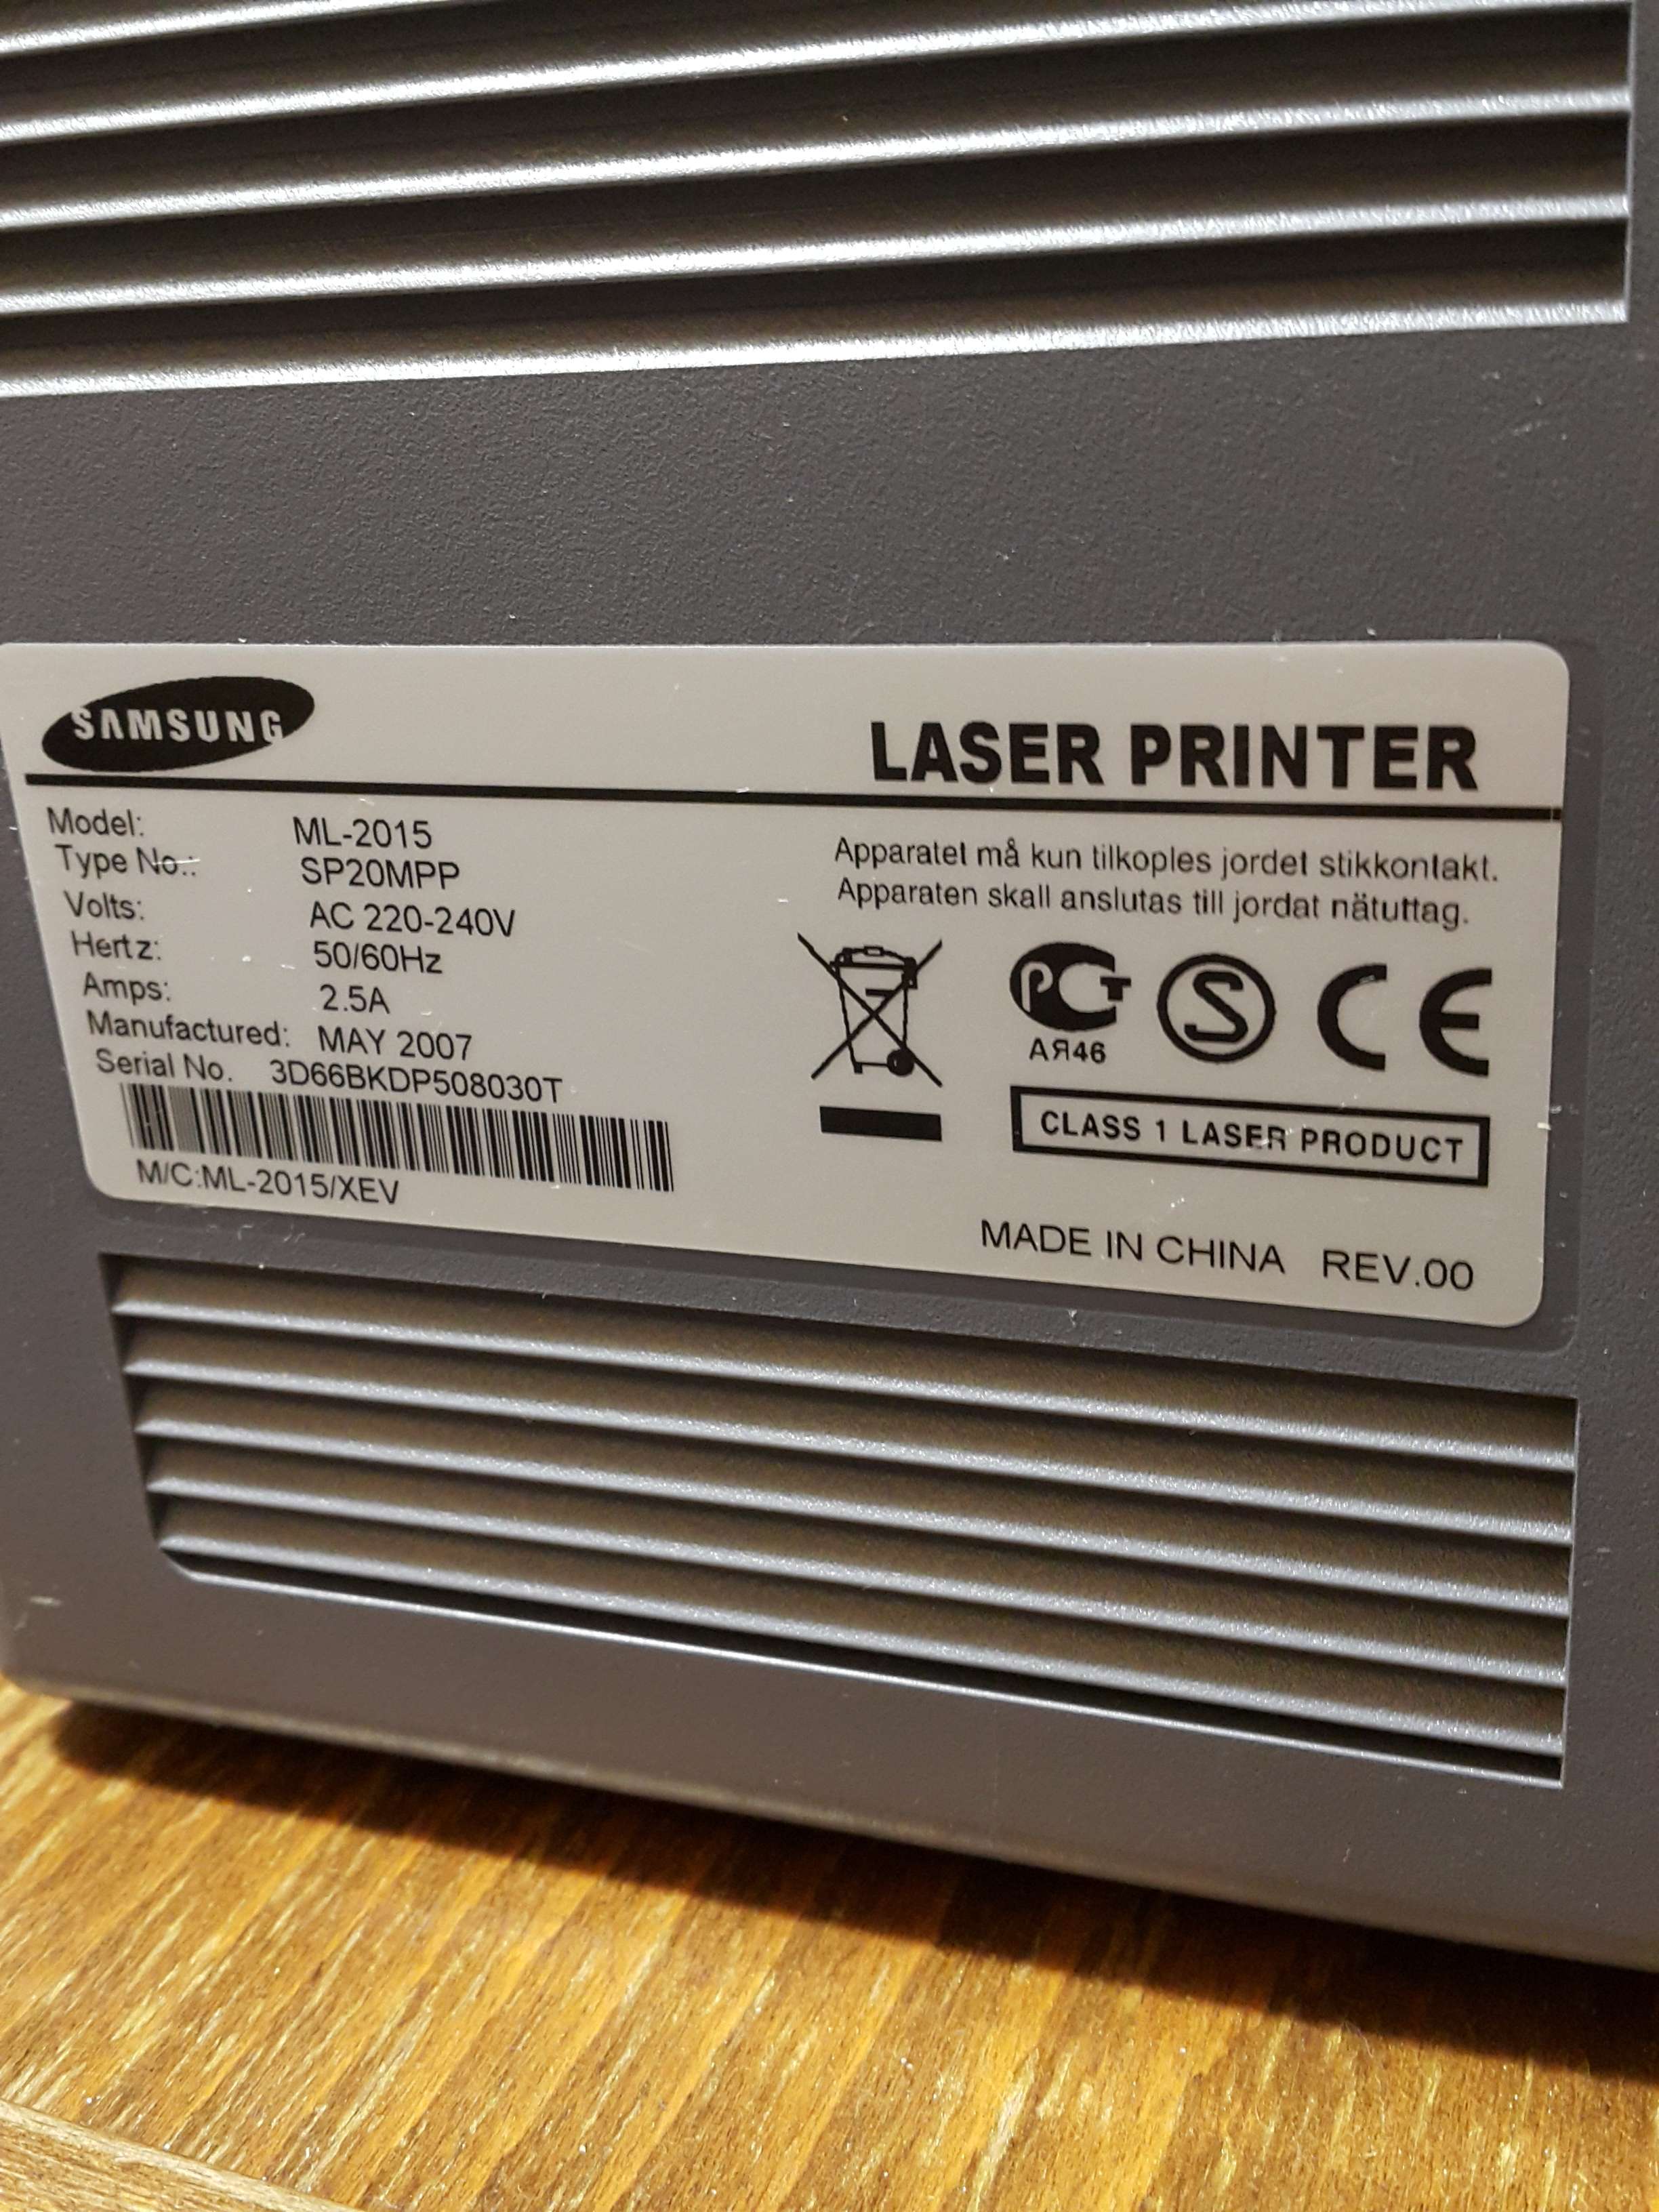 SAMSUNG
LASER PRINTER
Model: ML-2015
Type No.: SP20MPP
Volts: AC 220-240V
Hertz: 50/60Hz
Amps: 2.5A
Manufactured: MAY 2007
Serial No. 3D66BKDP508030T
M/C:ML-2015/XEV
Apparatet må kun tilkoples jordet stikkontakt.
Apparaten skall anslutas till jordat nätuttag.
PCT S CE
АЯ46
CLASS 1 LASER PRODUCT
MADE IN CHINA REV.00